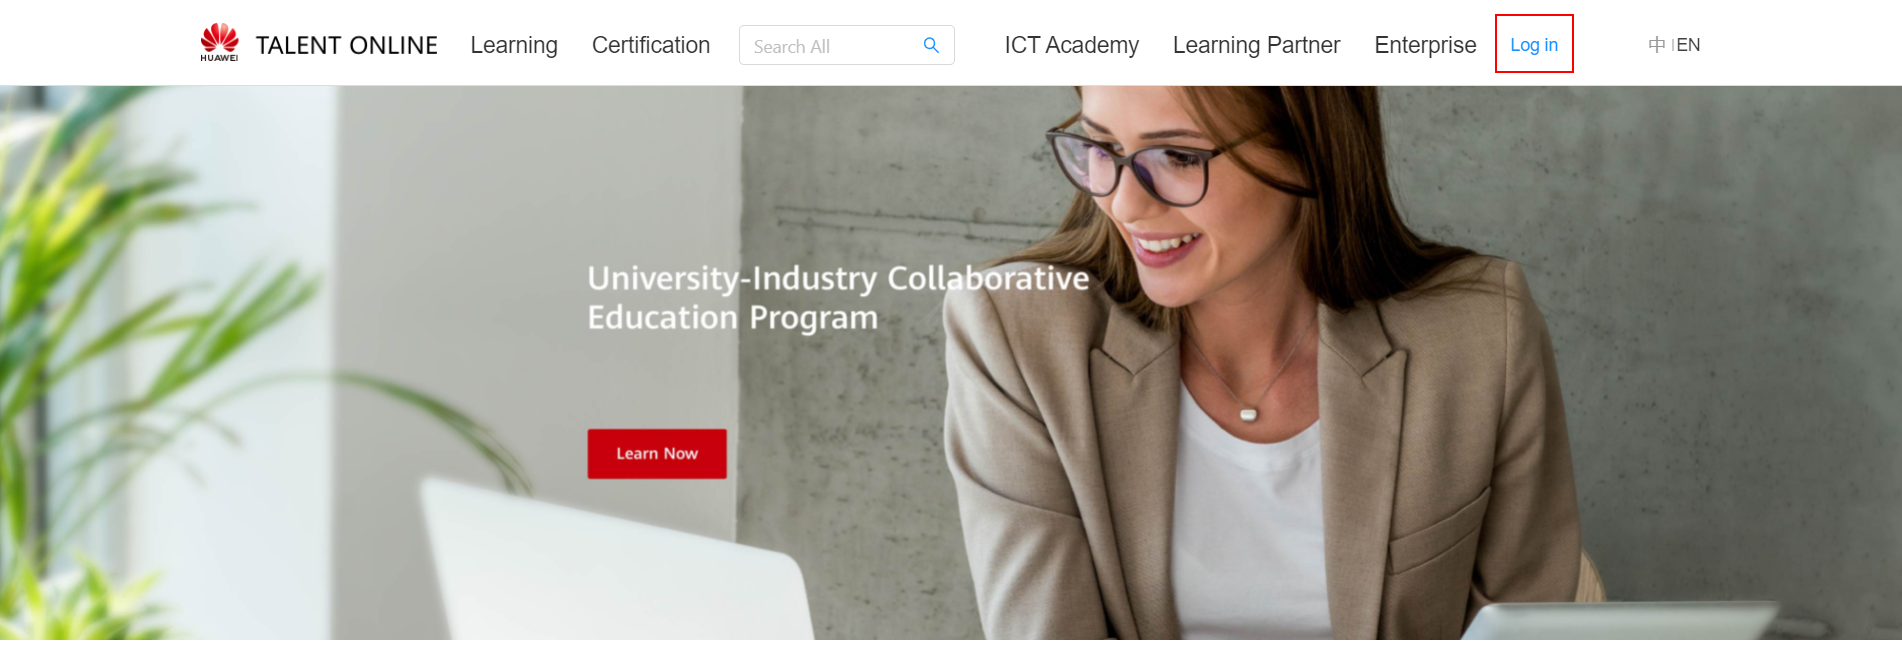 HUAWEI
TALENT ONLINE
Learning
Certification
Search All
ICT Academy
Learning Partner
Enterprise
Log in
中 | EN
University-Industry Collaborative
Education Program
Learn Now